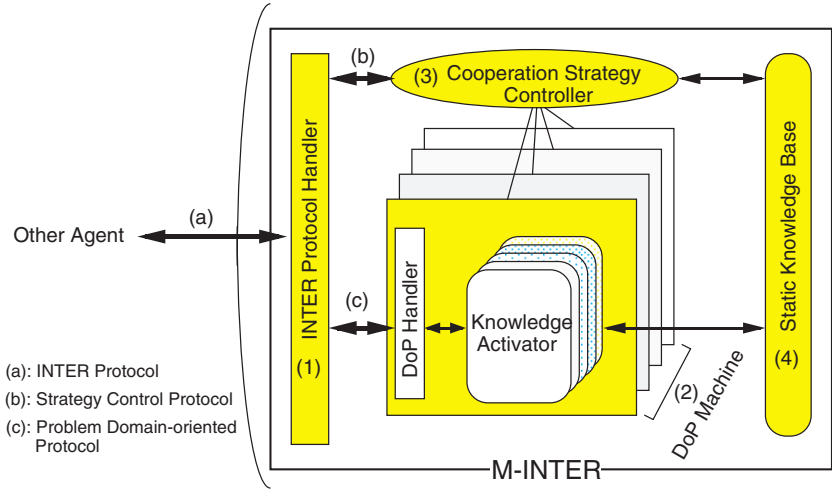 (b)
(3) Cooperation Strategy
Controller
INTER Protocol Handler
(1)
Static Knowledge Base
(4)
(a)
Other Agent
(c)
DoP Handler
Knowledge
Activator
(2)
DoP Machine
(a): INTER Protocol
(b): Strategy Control Protocol
(c): Problem Domain-oriented
Protocol
M-INTER